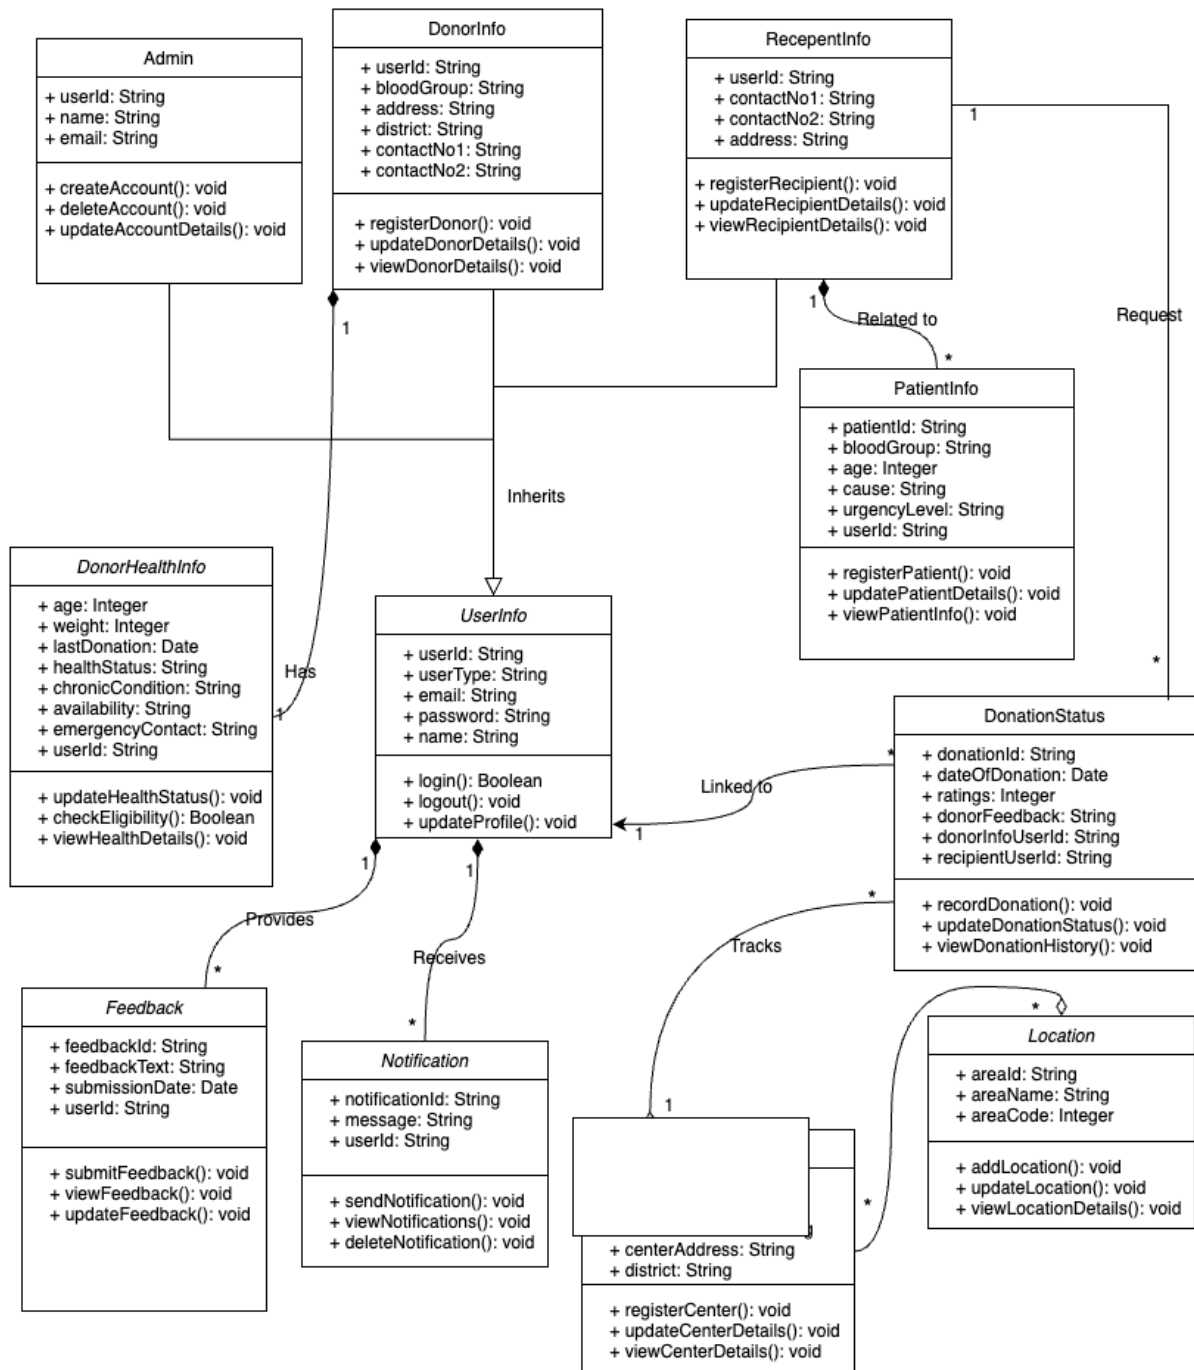 Admin
+ userId: String
+ name: String
+ email: String
+ createAccount(): void
+ deleteAccount(): void
+ updateAccountDetails(): void
DonorInfo
+ userId: String
+ bloodGroup: String
+ address: String
+ district: String
+ contactNo1: String
+ contactNo2: String
+ registerDonor(): void
+ updateDonorDetails(): void
+ viewDonorDetails(): void
RecepentInfo
+ userId: String
+ contactNo1: String
+ contactNo2: String
+ address: String
+ registerRecipient(): void
+ updateRecipientDetails(): void
+ viewRecipientDetails(): void
1
1
1
Related to
*
Request
*
PatientInfo
+ patientId: String
+ bloodGroup: String
+ age: Integer
+ cause: String
+ urgencyLevel: String
+ userId: String
+ registerPatient(): void
+ updatePatientDetails(): void
+ viewPatientInfo(): void
Inherits
DonorHealthInfo
+ age: Integer
+ weight: Integer
+ lastDonation: Date
+ healthStatus: String
+ chronicCondition: String
+ availability: String
+ emergencyContact: String
+ userId: String
+ updateHealthStatus(): void
+ checkEligibility(): Boolean
+ viewHealthDetails(): void
Has
1
UserInfo
+ userId: String
+ userType: String
+ email: String
+ password: String
+ name: String
+ login(): Boolean
+ logout(): void
+ updateProfile(): void
*
Linked to
1
DonationStatus
+ donationId: String
+ dateOfDonation: Date
+ ratings: Integer
+ donorFeedback: String
+ donorInfoUserId: String
+ recipientUserId: String
+ recordDonation(): void
+ updateDonationStatus(): void
+ viewDonationHistory(): void
1
Provides
*
1
Receives
*
*
Tracks
1
Feedback
+ feedbackId: String
+ feedbackText: String
+ submissionDate: Date
+ userId: String
+ submitFeedback(): void
+ viewFeedback(): void
+ updateFeedback(): void
Notification
+ notificationId: String
+ message: String
+ userId: String
+ sendNotification(): void
+ viewNotifications(): void
+ deleteNotification(): void
*
*
Location
+ areaId: String
+ areaName: String
+ areaCode: Integer
+ addLocation(): void
+ updateLocation(): void
+ viewLocationDetails(): void
+ centerAddress: String
+ district: String
+ registerCenter(): void
+ updateCenterDetails(): void
+ viewCenterDetails(): void